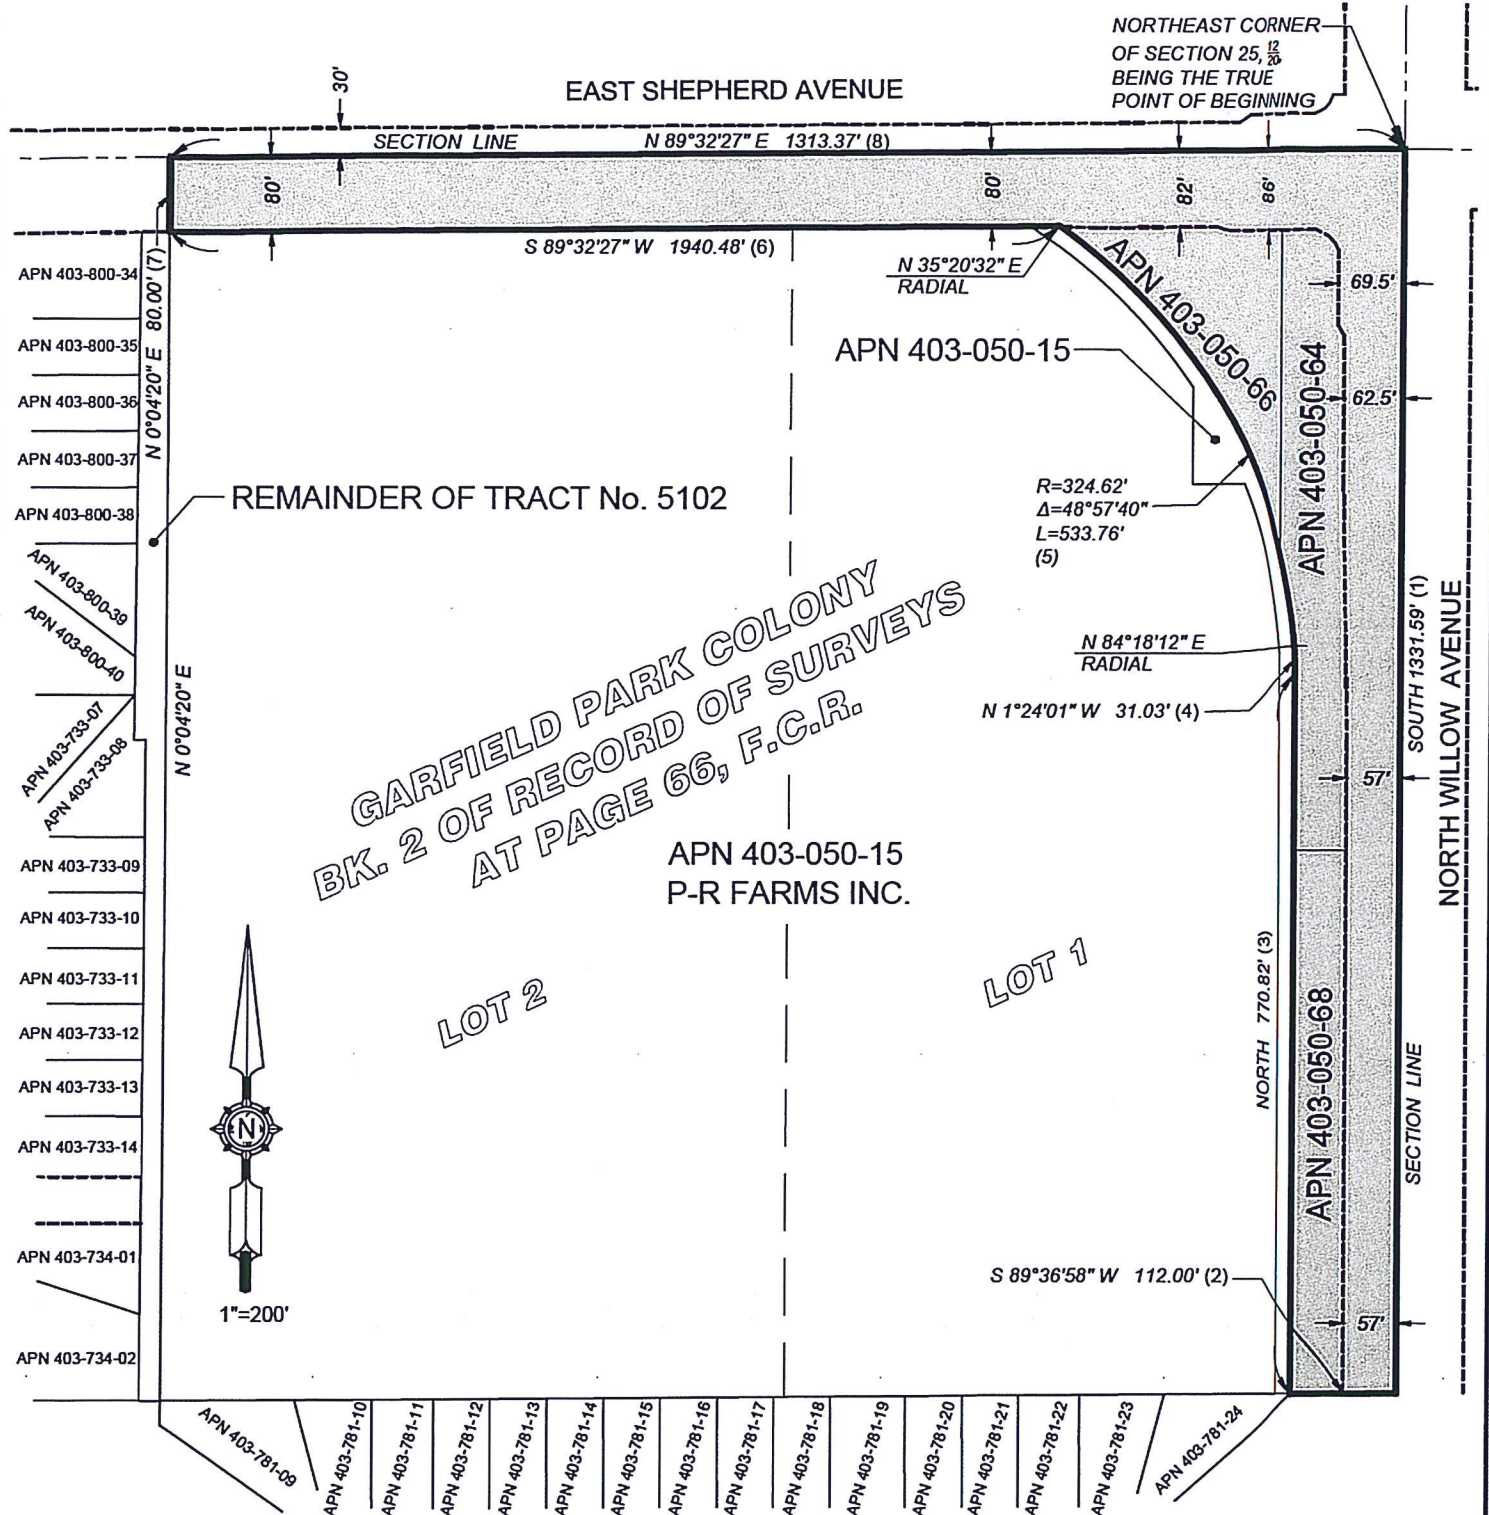 NORTHEAST CORNER
OF SECTION 25, 12/20,
BEING THE TRUE
POINT OF BEGINNING
EAST SHEPHERD AVENUE
30'
SECTION LINE
N 89°32'27" E 1313.37' (8)
80'
80'
82'
86'
S 89°32'27" W 1940.48' (6)
N 35°20'32" E
RADIAL
APN 403-050-66
69.5'
APN 403-050-15
62.5'
APN 403-050-64
APN 403-800-34
APN 403-800-35
APN 403-800-36
APN 403-800-37
APN 403-800-38
APN 403-800-39
APN 403-800-40
N 0°04'20" E 80.00' (7)
REMAINDER OF TRACT No. 5102
R=324.62'
Δ=48°57'40"
L=533.76'
(5)
N 0°04'20" E
GARFIELD PARK COLONY
BK. 2 OF RECORD OF SURVEYS
AT PAGE 66, F.C.R.
N 84°18'12" E
RADIAL
N 1°24'01" W 31.03' (4)
SOUTH 1331.59' (1)
NORTH WILLOW AVENUE
57'
APN 403-733-07
APN 403-733-08
APN 403-733-09
APN 403-733-10
APN 403-733-11
APN 403-733-12
APN 403-733-13
APN 403-733-14
APN 403-734-01
APN 403-734-02
APN 403-050-15
P-R FARMS INC.
LOT 2
LOT 1
NORTH 770.82' (3)
APN 403-050-68
SECTION LINE
N
1"=200'
S 89°36'58" W 112.00' (2)
57'
APN 403-781-09
APN 403-781-10
APN 403-781-11
APN 403-781-12
APN 403-781-13
APN 403-781-14
APN 403-781-15
APN 403-781-16
APN 403-781-17
APN 403-781-18
APN 403-781-19
APN 403-781-20
APN 403-781-21
APN 403-781-22
APN 403-781-23
APN 403-781-24